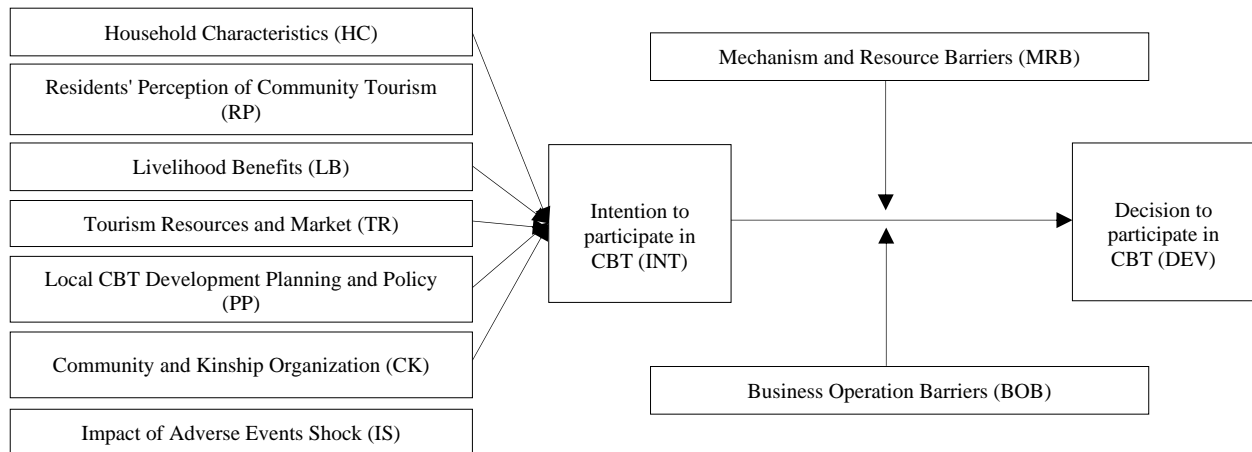 Household Characteristics (HC)
Residents' Perception of Community Tourism
(RP)
Livelihood Benefits (LB)
Tourism Resources and Market (TR)
Local CBT Development Planning and Policy
(PP)
Community and Kinship Organization (CK)
Impact of Adverse Events Shock (IS)
Intention to
participate in
CBT (INT)
Mechanism and Resource Barriers (MRB)
Business Operation Barriers (BOB)
Decision to
participate in
CBT (DEV)